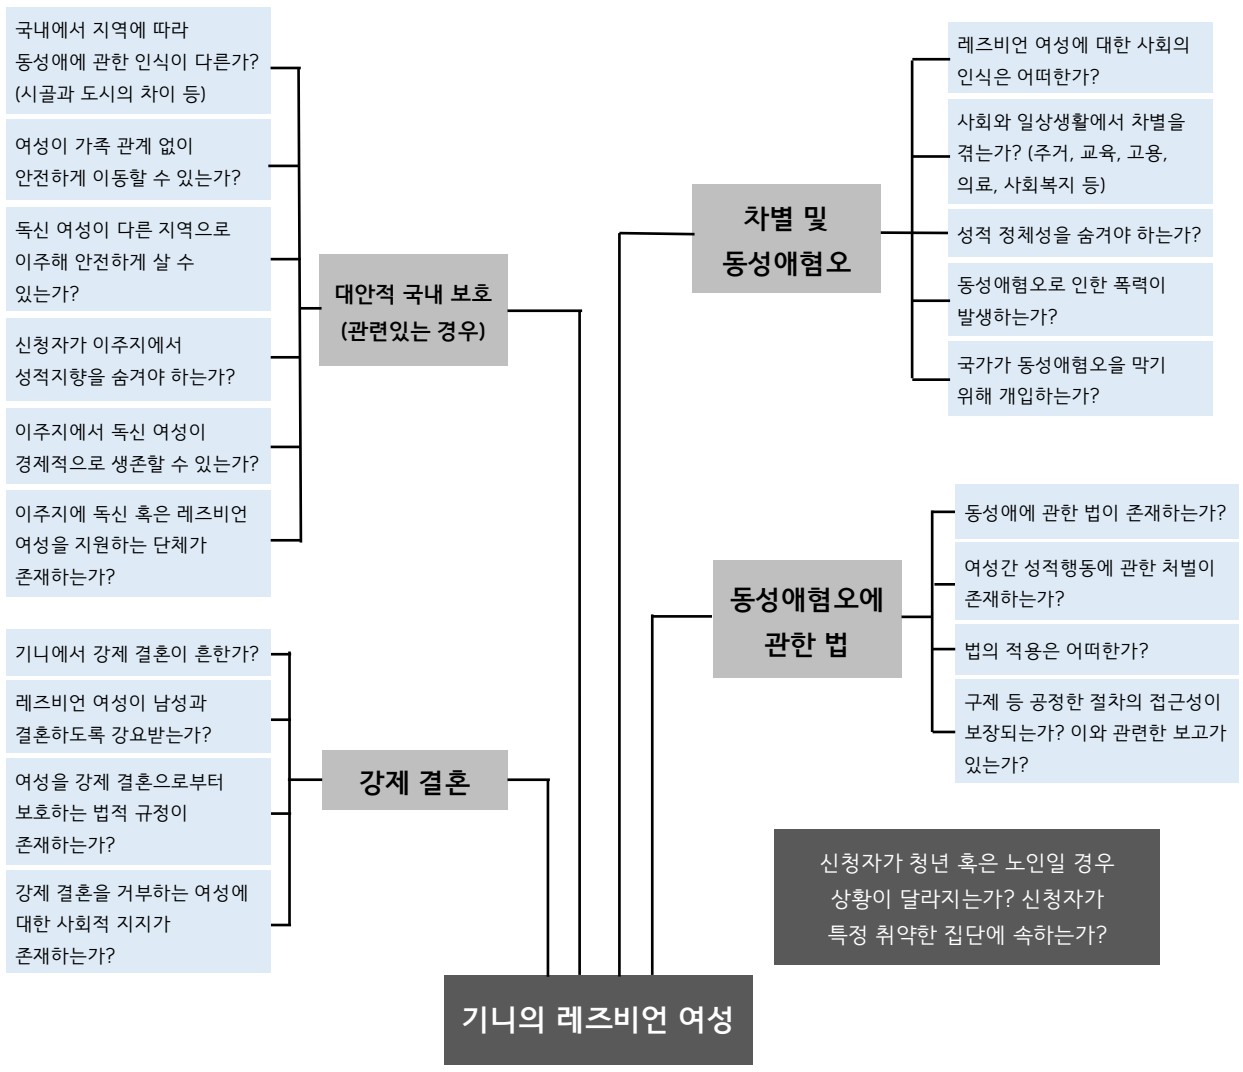 국내에서 지역에 따라
동성애에 관한 인식이 다른가?
(시골과 도시의 차이 등)
여성이 가족 관계 없이
안전하게 이동할 수 있는가?
독신 여성이 다른 지역으로
이주해 안전하게 살 수
있는가?
신청자가 이주지에서
성적지향을 숨겨야 하는가?
이주지에서 독신 여성이
경제적으로 생존할 수 있는가?
이주지에 독신 혹은 레즈비언
여성을 지원하는 단체가
존재하는가?
대안적 국내 보호
(관련있는 경우)
기니에서 강제 결혼이 흔한가?
레즈비언 여성이 남성과
결혼하도록 강요받는가?
여성을 강제 결혼으로부터
보호하는 법적 규정이
존재하는가?
강제 결혼을 거부하는 여성에
대한 사회적 지지가
존재하는가?
강제 결혼
차별 및
동성애혐오
레즈비언 여성에 대한 사회의
인식은 어떠한가?
사회와 일상생활에서 차별을
겪는가? (주거, 교육, 고용,
의료, 사회복지 등)
성적 정체성을 숨겨야 하는가?
동성애혐오로 인한 폭력이
발생하는가?
국가가 동성애혐오을 막기
위해 개입하는가?
동성애혐오에
관한 법
동성애에 관한 법이 존재하는가?
여성간 성적행동에 관한 처벌이
존재하는가?
법의 적용은 어떠한가?
구제 등 공정한 절차의 접근성이
보장되는가? 이와 관련한 보고가
있는가?
신청자가 청년 혹은 노인일 경우
상황이 달라지는가? 신청자가
특정 취약한 집단에 속하는가?
기니의 레즈비언 여성